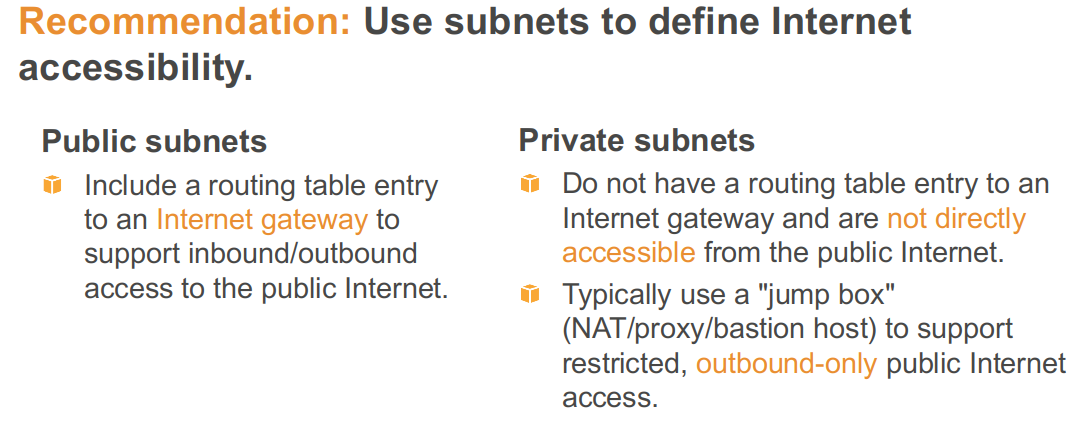 Recommendation: Use subnets to define Internet
accessibility.
Public subnets
Include a routing table entry
to an Internet gateway to
support inbound/outbound
access to the public Internet.
Private subnets
Do not have a routing table entry to an
Internet gateway and are not directly
accessible from the public Internet.
Typically use a "jump box"
(NAT/proxy/bastion host) to support
restricted, outbound-only public Internet
access.